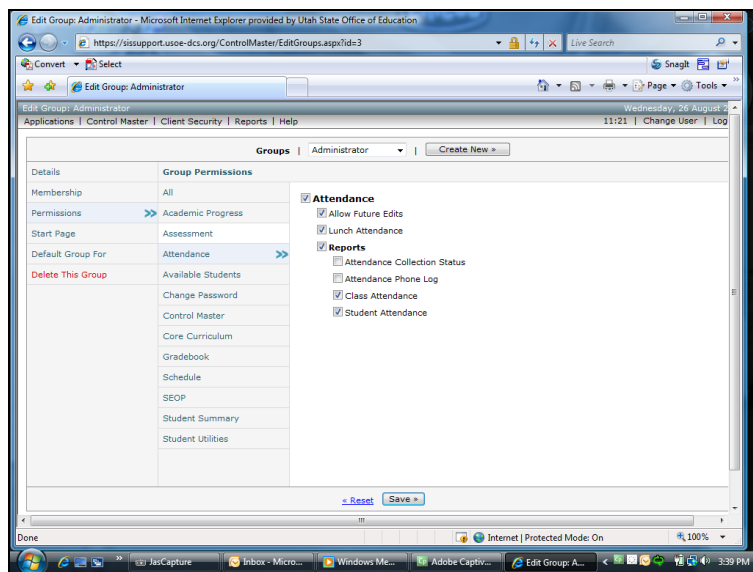 Edit Group: Administrator - Microsoft Internet Explorer provided by Utah State Office of Education
https://sissupport.usoe-dcs.org/ControlMaster/EditGroups.aspx?id=3
Live Search
Convert Select
SnagIt
Edit Group: Administrator
Page Tools »
Edit Group: Administrator Wednesday, 26 August 2
Applications | Control Master | Client Security | Reports | Help 11:21 | Change User | Log
Groups | Administrator | Create New »
Details
Membership
Permissions
Start Page
Default Group For
Delete This Group
Group Permissions
All
Academic Progress
Assessment
Attendance
Available Students
Change Password
Control Master
Core Curriculum
Gradebook
Schedule
SEOP
Student Summary
Student Utilities
Attendance
Allow Future Edits
Lunch Attendance
Reports
Attendance Collection Status
Attendance Phone Log
Class Attendance
Student Attendance
« Reset Save »
Done Internet | Protected Mode: On 100%
» JasCapture Inbox - Micro... Windows Me... Adobe Captiv... Edit Group: A... 3:39 PM